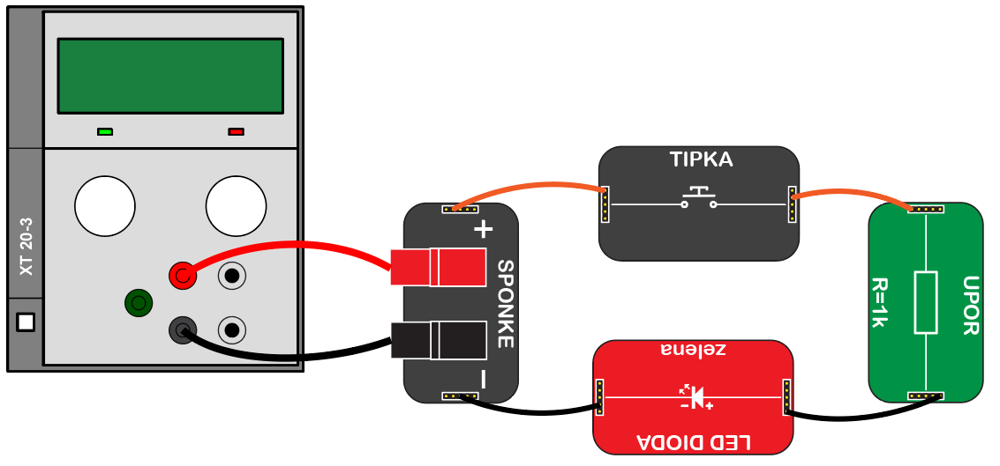 XT 20-3
+
SPONKE
-
TIPKA
R=1k
UPOR
zelena
- +
LED DIODA